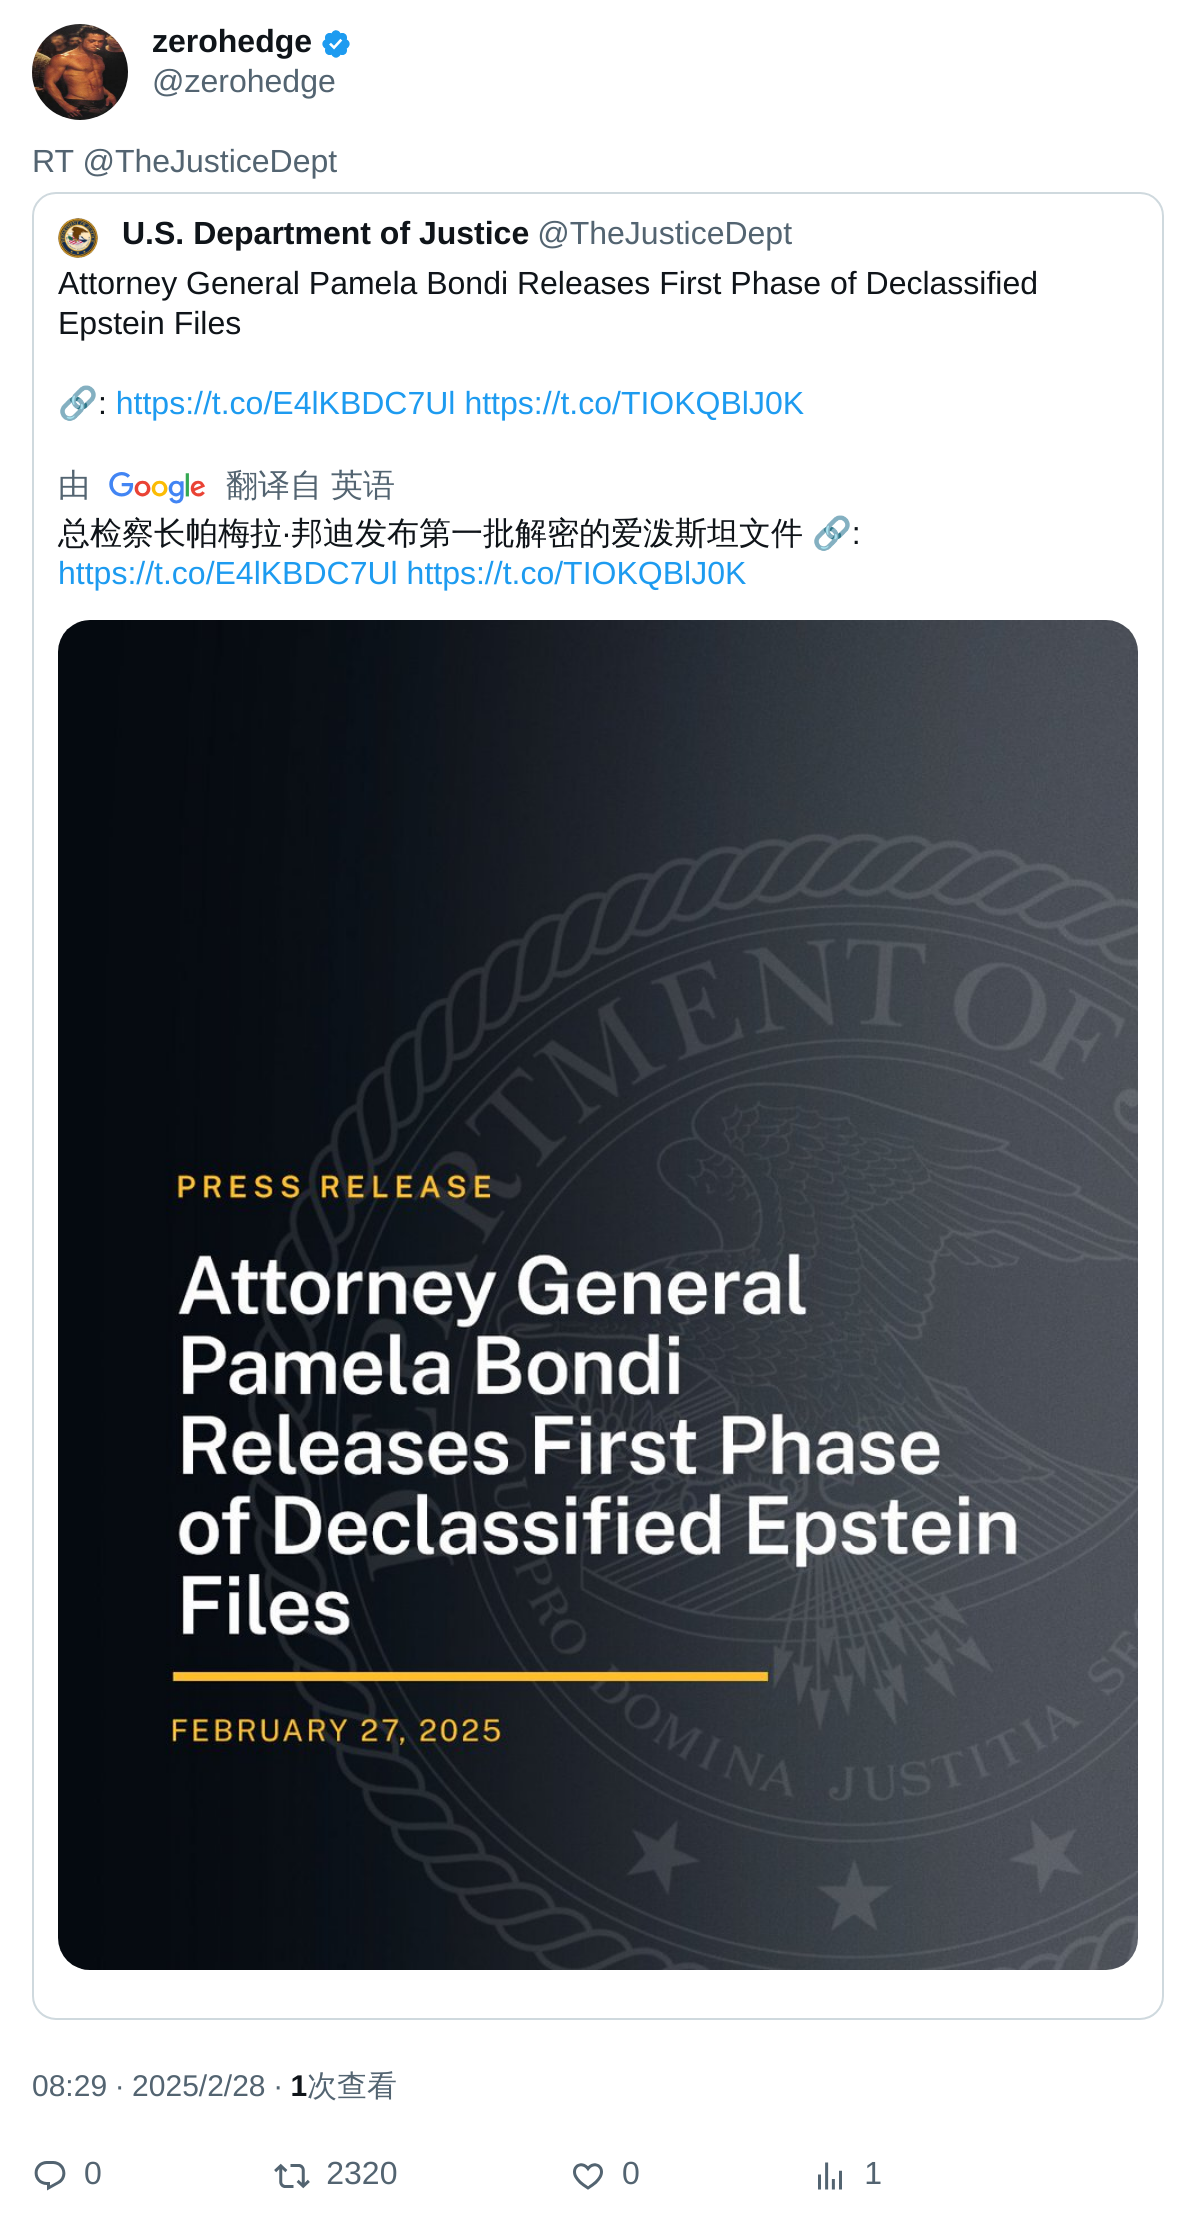 zerohedge
@zerohedge
RT @TheJusticeDept
U.S. Department of Justice @TheJusticeDept
Attorney General Pamela Bondi Releases First Phase of Declassified
Epstein Files
🔗: https://t.co/E4lKBDC7Ul https://t.co/TIOKQBlJ0K
由 Google 翻译自 英语
总检察长帕梅拉·邦迪发布第一批解密的爱泼斯坦文件 🔗:
https://t.co/E4lKBDC7Ul https://t.co/TIOKQBlJ0K
DEPARTMENT OF
PRESS RELEASE
Attorney General
Pamela Bondi
Releases First Phase
of Declassified Epstein
Files
FEBRUARY 27, 2025
QUI PRO DOMINA JUSTITIA SE
08:29 · 2025/2/28 · 1次查看
0 2320 0 1